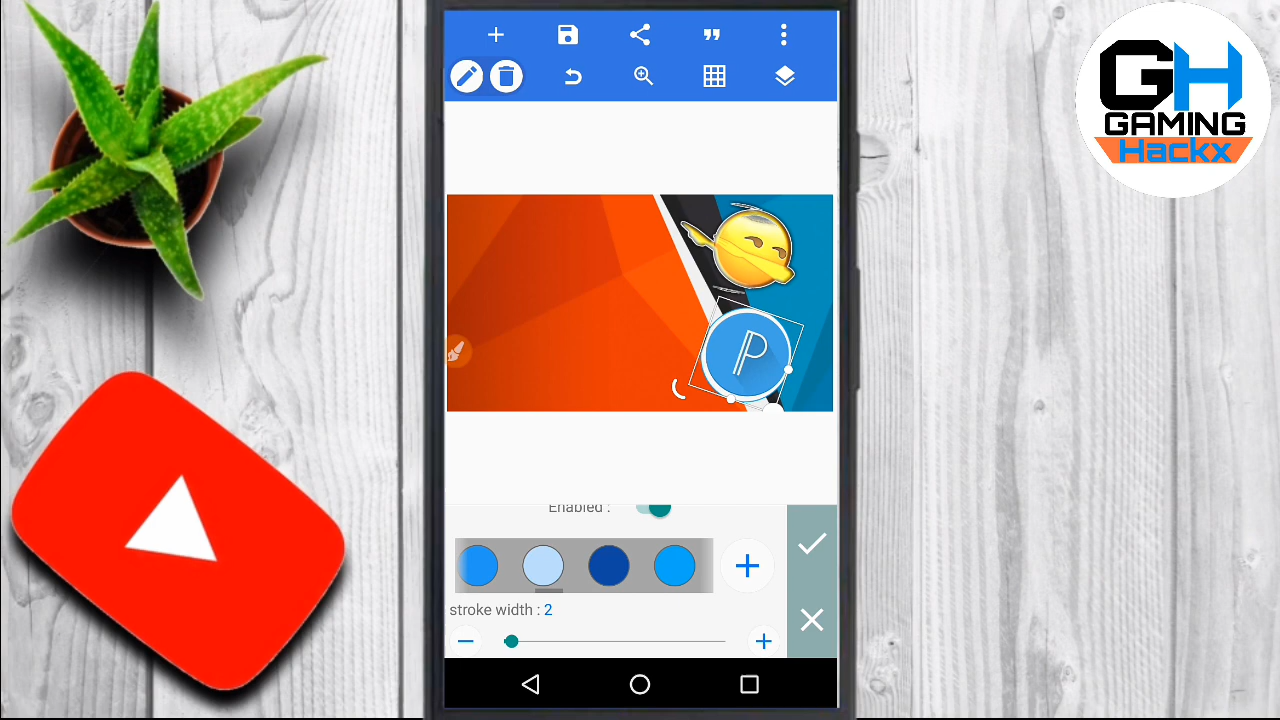 GH
GAMING
Hackx
P
Enabled :
stroke width : 2